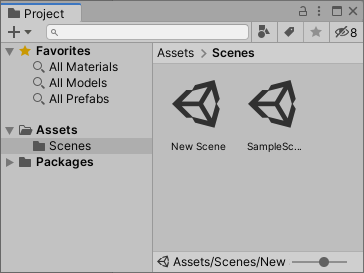 Project
8
Favorites
All Materials
All Models
All Prefabs
Assets
Scenes
Packages
Assets > Scenes
New Scene
SampleSc...
Assets/Scenes/New